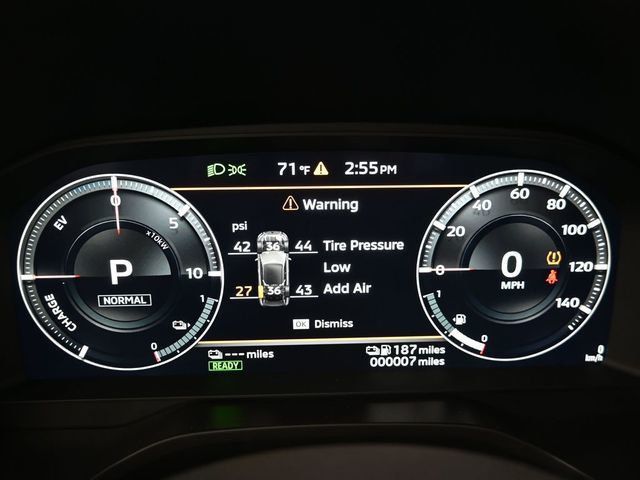 71°F 2:55PM
Warning
psi
42 36 44 Tire Pressure
Low
27 36 43 Add Air
OK Dismiss
EV 0 5 10
x10kW
P
NORMAL
CHARGE
1
0
--- miles
READY
0 20 40 60 80 100 120 140
0
MPH
1
0
187 miles
000007 miles
0
km/h